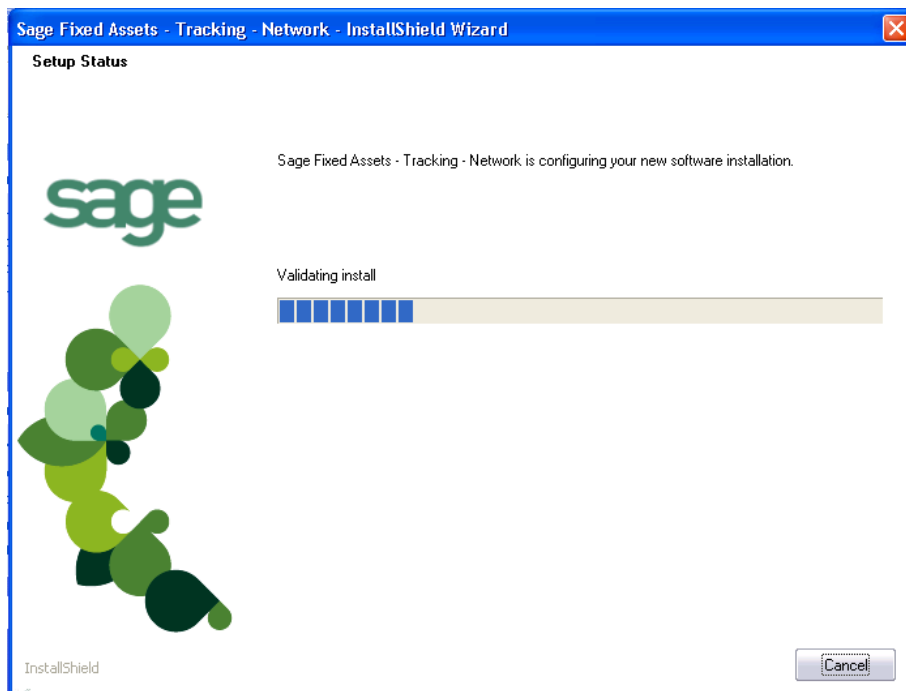 Sage Fixed Assets - Tracking - Network - InstallShield Wizard
Setup Status
Sage Fixed Assets - Tracking - Network is configuring your new software installation.
sage
Validating install
InstallShield
Cancel